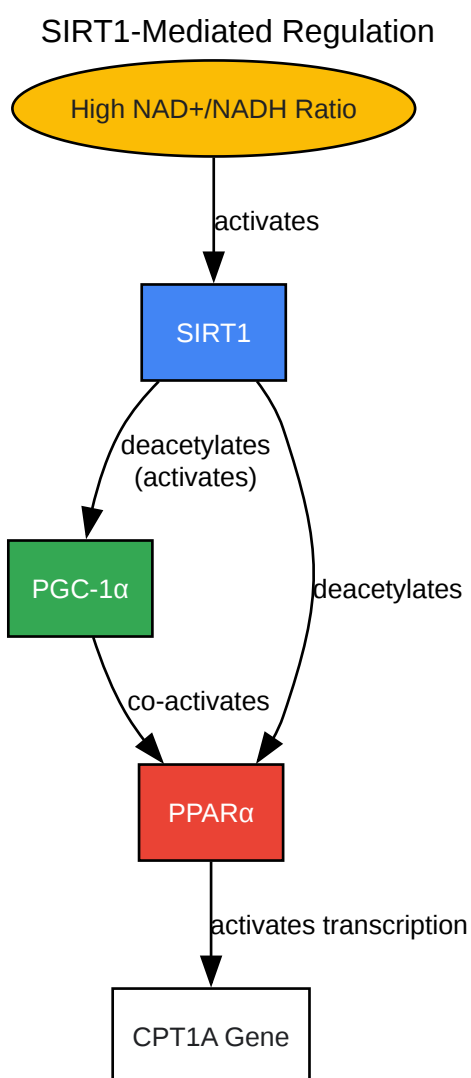 SIRT1-Mediated Regulation
High NAD+/NADH Ratio
activates
SIRT1
deacetylates
(activates)
PGC-1α
deacetylates
co-activates
PPARα
activates transcription
CPT1A Gene